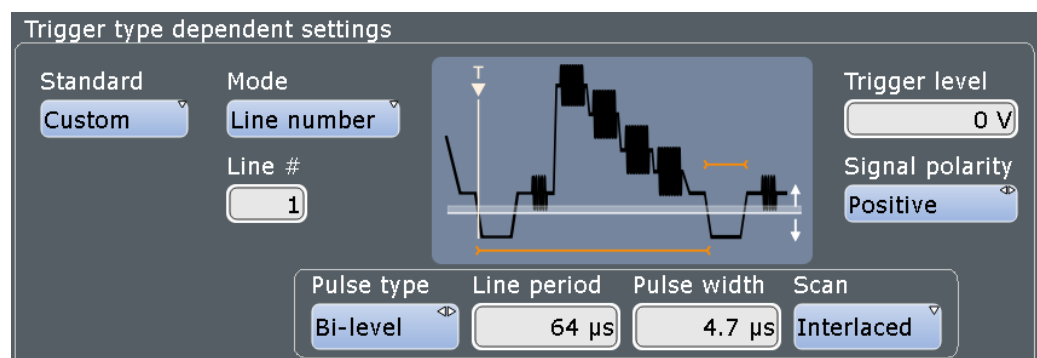 Trigger type dependent settings
Standard
Mode
Trigger level
Custom
Line number
0 V
Line #
1
T
Signal polarity
Positive
Pulse type
Line period
Pulse width
Scan
Bi-level
64 µs
4.7 µs
Interlaced